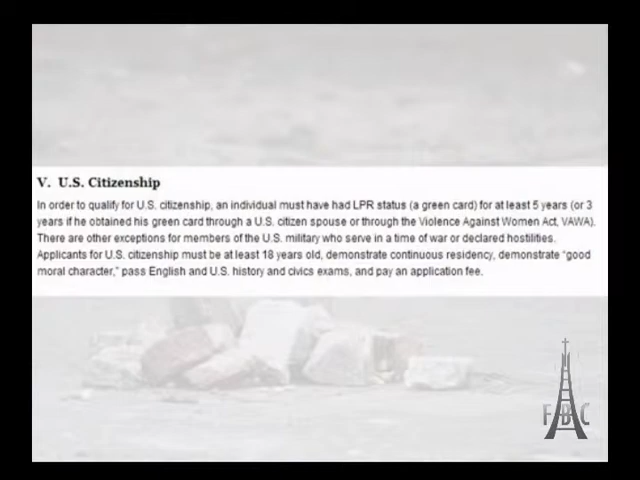 V. U.S. Citizenship
In order to qualify for U.S. citizenship, an individual must have had LPR status (a green card) for at least 5 years (or 3
years if he obtained his green card through a U.S. citizen spouse or through the Violence Against Women Act, VAWA).
There are other exceptions for members of the U.S. military who serve in a time of war or declared hostilities.
Applicants for U.S. citizenship must be at least 18 years old, demonstrate continuous residency, demonstrate “good
moral character,” pass English and U.S. history and civics exams, and pay an application fee.
FBC